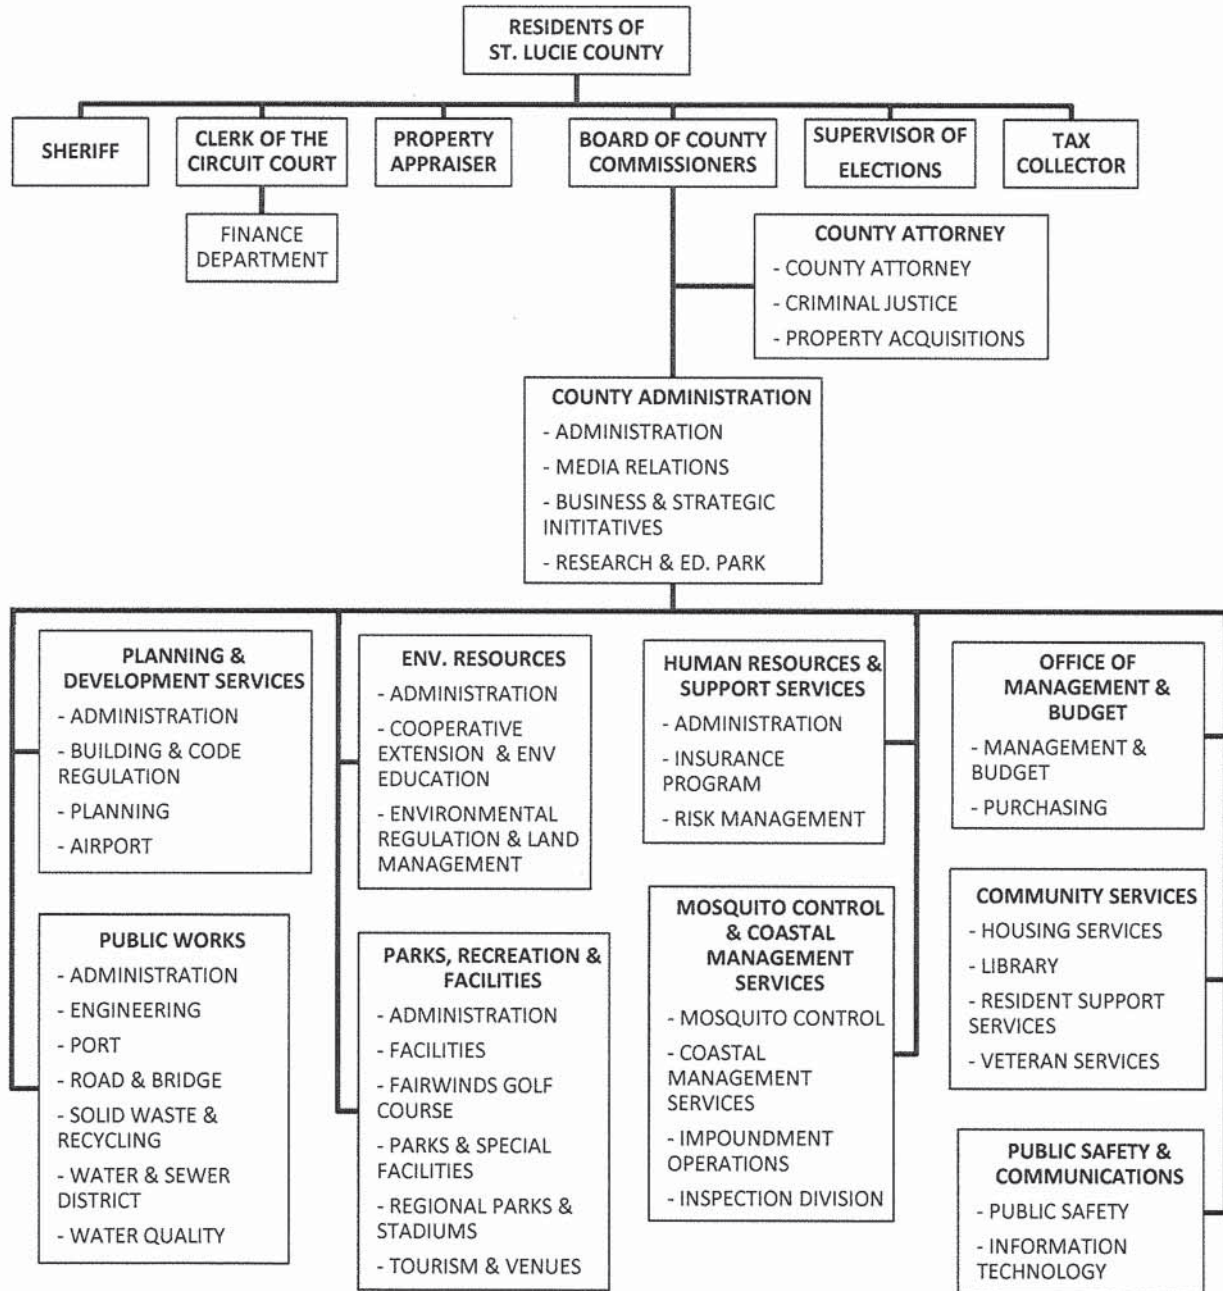 RESIDENTS OF
ST. LUCIE COUNTY
SHERIFF
CLERK OF THE
CIRCUIT COURT
PROPERTY
APPRAISER
BOARD OF COUNTY
COMMISSIONERS
SUPERVISOR OF
ELECTIONS
TAX
COLLECTOR
FINANCE
DEPARTMENT
COUNTY ATTORNEY
- COUNTY ATTORNEY
- CRIMINAL JUSTICE
- PROPERTY ACQUISITIONS
COUNTY ADMINISTRATION
- ADMINISTRATION
- MEDIA RELATIONS
- BUSINESS & STRATEGIC
INITITATIVES
- RESEARCH & ED. PARK
PLANNING &
DEVELOPMENT SERVICES
- ADMINISTRATION
- BUILDING & CODE
REGULATION
- PLANNING
- AIRPORT
ENV. RESOURCES
- ADMINISTRATION
- COOPERATIVE
EXTENSION & ENV
EDUCATION
- ENVIRONMENTAL
REGULATION & LAND
MANAGEMENT
HUMAN RESOURCES &
SUPPORT SERVICES
- ADMINISTRATION
- INSURANCE
PROGRAM
- RISK MANAGEMENT
OFFICE OF
MANAGEMENT &
BUDGET
- MANAGEMENT &
BUDGET
- PURCHASING
PUBLIC WORKS
- ADMINISTRATION
- ENGINEERING
- PORT
- ROAD & BRIDGE
- SOLID WASTE &
RECYCLING
- WATER & SEWER
DISTRICT
- WATER QUALITY
PARKS, RECREATION &
FACILITIES
- ADMINISTRATION
- FACILITIES
- FAIRWINDS GOLF
COURSE
- PARKS & SPECIAL
FACILITIES
- REGIONAL PARKS &
STADIUMS
- TOURISM & VENUES
MOSQUITO CONTROL
& COASTAL
MANAGEMENT
SERVICES
- MOSQUITO CONTROL
- COASTAL
MANAGEMENT
SERVICES
- IMPOUNDMENT
OPERATIONS
- INSPECTION DIVISION
COMMUNITY SERVICES
- HOUSING SERVICES
- LIBRARY
- RESIDENT SUPPORT
SERVICES
- VETERAN SERVICES
PUBLIC SAFETY &
COMMUNICATIONS
- PUBLIC SAFETY
- INFORMATION
TECHNOLOGY